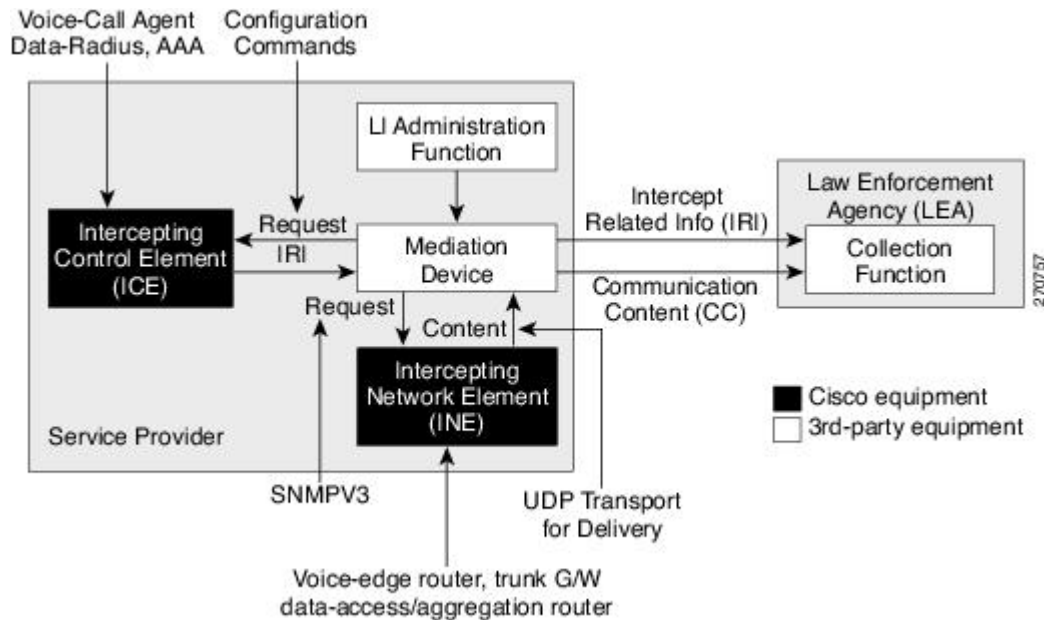 Voice-Call Agent
Data-Radius, AAA
Configuration
Commands
LI Administration
Function
Intercepting
Control Element
(ICE)
Request
IRI
Mediation
Device
Intercept
Related Info (IRI)
Communication
Content (CC)
Law Enforcement
Agency (LEA)
Collection
Function
270757
Request
Content
Intercepting
Network Element
(INE)
Service Provider
Cisco equipment
3rd-party equipment
SNMPV3
UDP Transport
for Delivery
Voice-edge router, trunk G/W
data-access/aggregation router